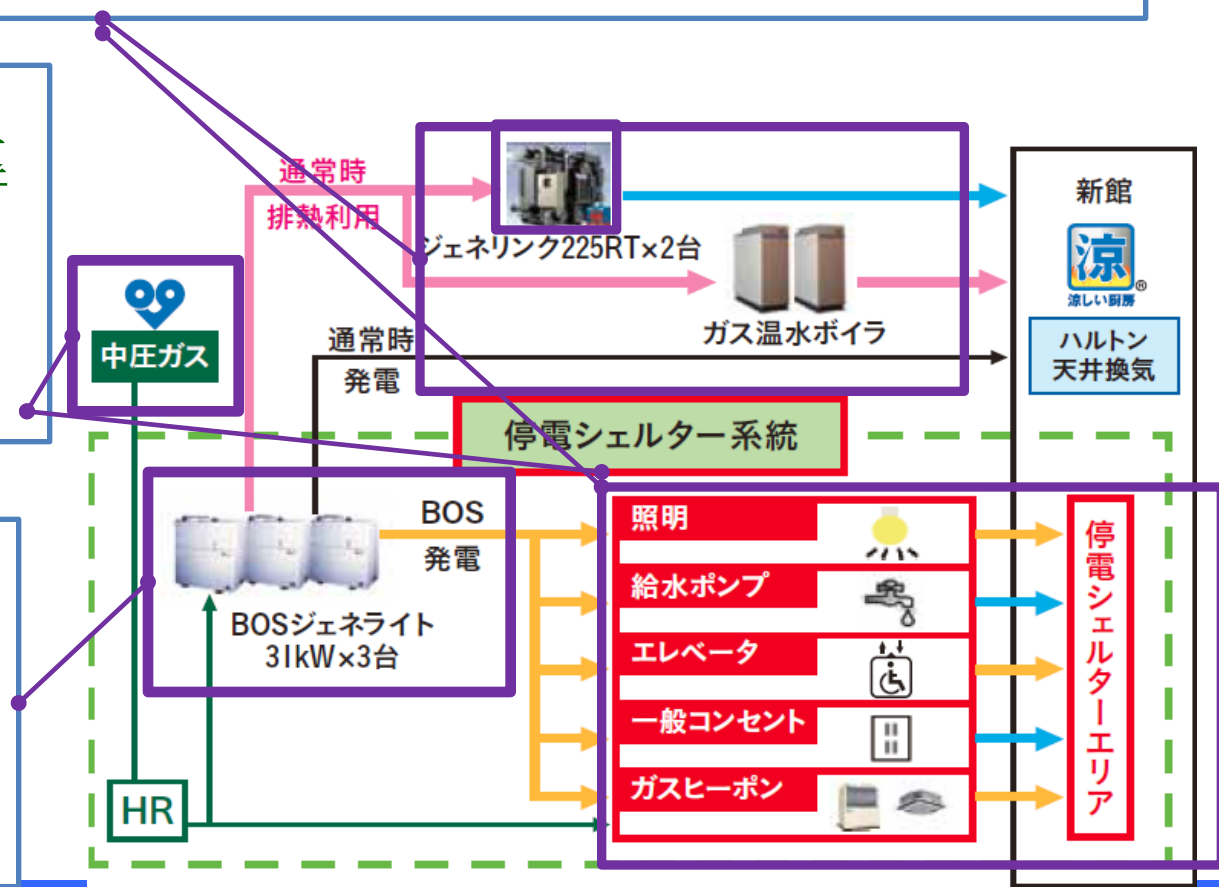 通常時
排熱利用
ジェネリンク225RT×2台
ガス温水ボイラ
新館
涼
®
涼しい厨房
ハルトン
天井換気
中圧ガス
通常時
発電
停電シェルター系統
BOS
発電
BOSジェネライト
31kW×3台
照明
給水ポンプ
エレベータ
一般コンセント
ガスヒーポン
停電シェルターエリア
HR